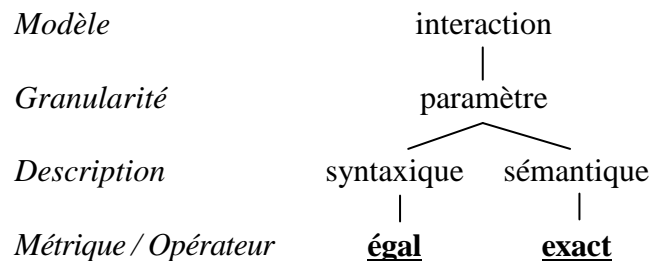 Modèle interaction
Granularité paramètre
Description syntaxique sémantique
Métrique / Opérateur égal exact